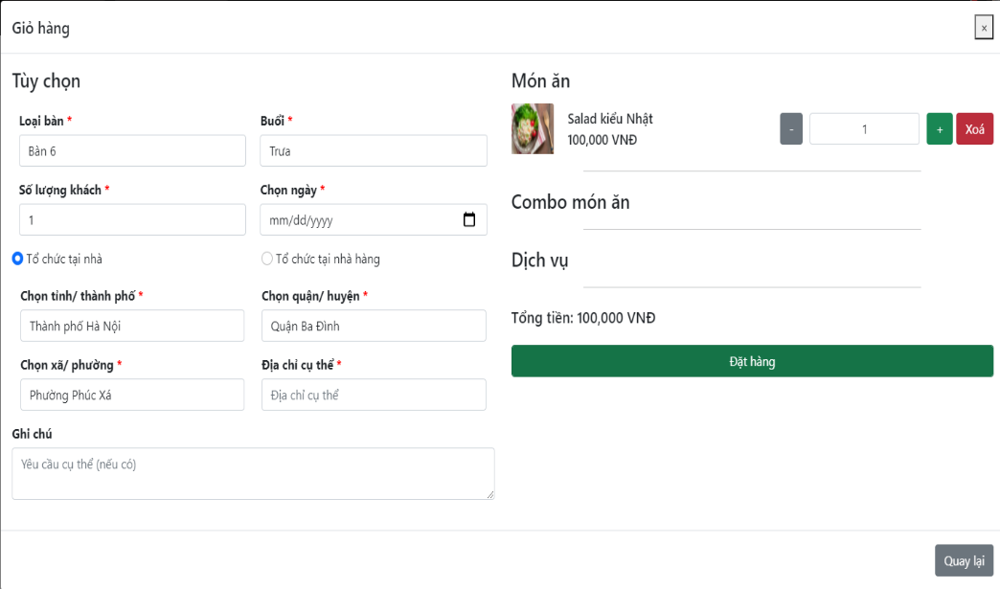 Giỏ hàng
×
Tùy chọn
Loại bàn *
Buổi *
Bàn 6
Trưa
Số lượng khách *
Chọn ngày *
1
mm/dd/yyyy
Tổ chức tại nhà
Tổ chức tại nhà hàng
Chọn tỉnh/ thành phố *
Chọn quận/ huyện *
Thành phố Hà Nội
Quận Ba Đình
Chọn xã/ phường *
Địa chỉ cụ thể *
Phường Phúc Xá
Địa chỉ cụ thể
Ghi chú
Yêu cầu cụ thể (nếu có)
Món ăn
Salad kiểu Nhật
100,000 VNĐ
-
1
+
Xoá
Combo món ăn
Dịch vụ
Tổng tiền: 100,000 VNĐ
Đặt hàng
Quay lại